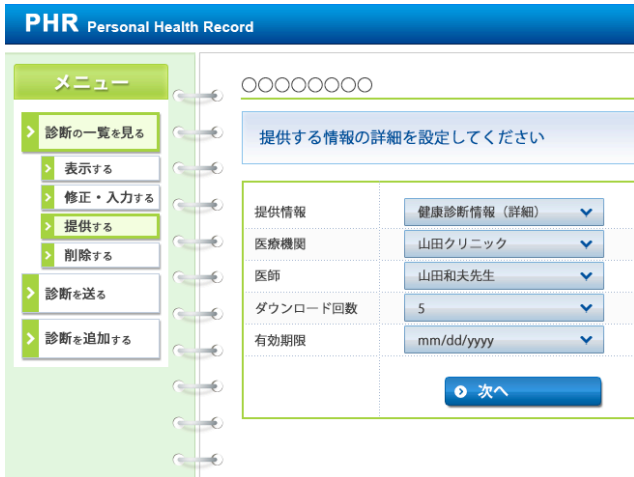 PHR Personal Health Record
メニュー
診断の一覧を見る
表示する
修正・入力する
提供する
削除する
診断を送る
診断を追加する
○○○○○○○○
提供する情報の詳細を設定してください
提供情報 健康診断情報（詳細）
医療機関 山田クリニック
医師 山田和夫先生
ダウンロード回数 5
有効期限 mm/dd/yyyy
次へ